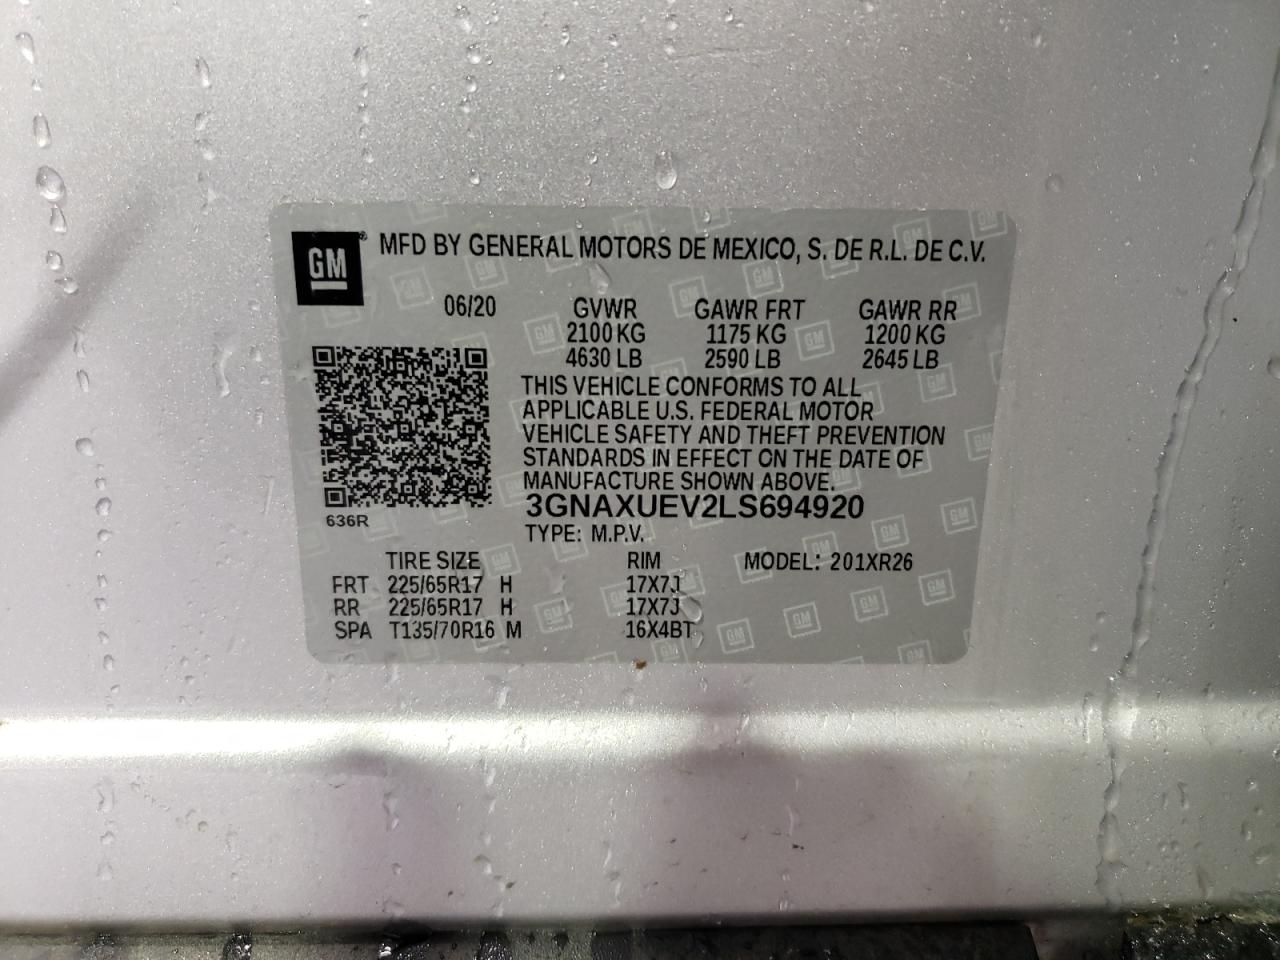 GM ® MFD BY GENERAL MOTORS DE MEXICO, S. DE R.L. DE C.V.
06/20 GVWR GAWR FRT GAWR RR
2100 KG 1175 KG 1200 KG
4630 LB 2590 LB 2645 LB
THIS VEHICLE CONFORMS TO ALL
APPLICABLE U.S. FEDERAL MOTOR
VEHICLE SAFETY AND THEFT PREVENTION
STANDARDS IN EFFECT ON THE DATE OF
MANUFACTURE SHOWN ABOVE.
3GNAXUEV2LS694920
636R
TYPE: M.P.V.
TIRE SIZE RIM MODEL: 201XR26
FRT 225/65R17 H 17X7J
RR 225/65R17 H 17X7J
SPA T135/70R16 M 16X4BT